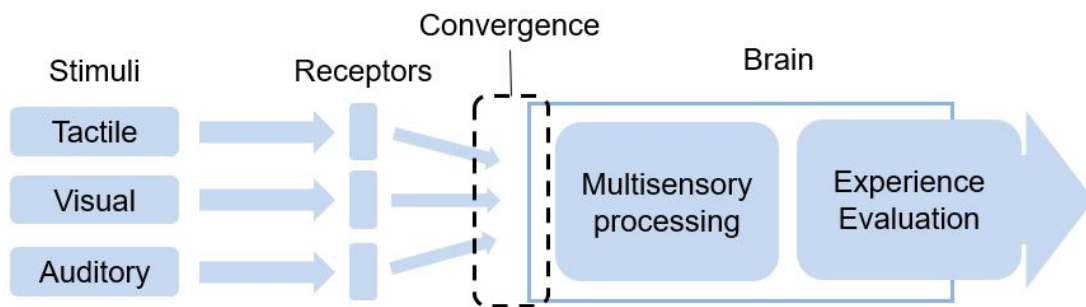 Convergence
Stimuli
Receptors
Brain
Tactile
Visual
Auditory
Multisensory
processing
Experience
Evaluation